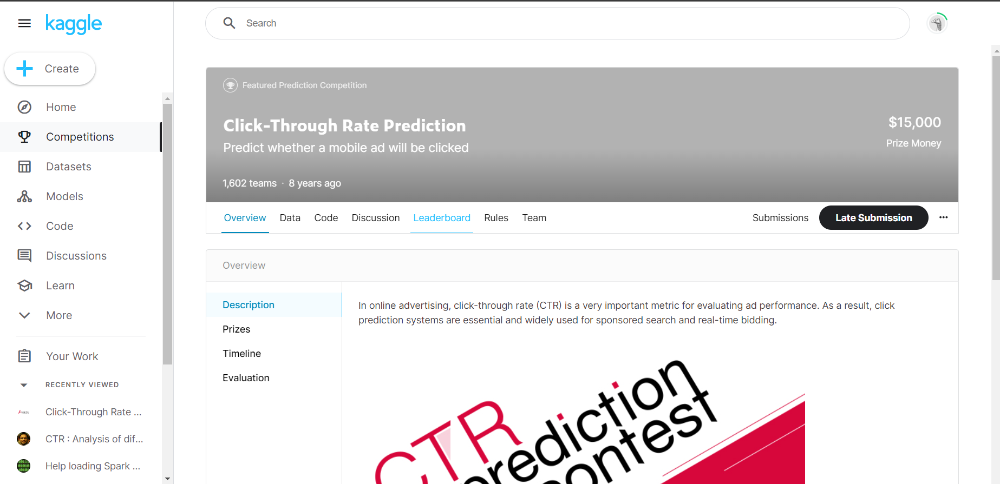 kaggle
Search
Create
Home
Competitions
Datasets
Models
Code
Discussions
Learn
More
Your Work
RECENTLY VIEWED
Avazu
Click-Through Rate ...
CTR : Analysis of dif...
Help loading Spark ...
Featured Prediction Competition
Click-Through Rate Prediction
Predict whether a mobile ad will be clicked
$15,000
Prize Money
1,602 teams · 8 years ago
Overview Data Code Discussion Leaderboard Rules Team Submissions Late Submission
Overview
Description
Prizes
Timeline
Evaluation
In online advertising, click-through rate (CTR) is a very important metric for evaluating ad performance. As a result, click
prediction systems are essential and widely used for sponsored search and real-time bidding.
CTR
prediction
contest